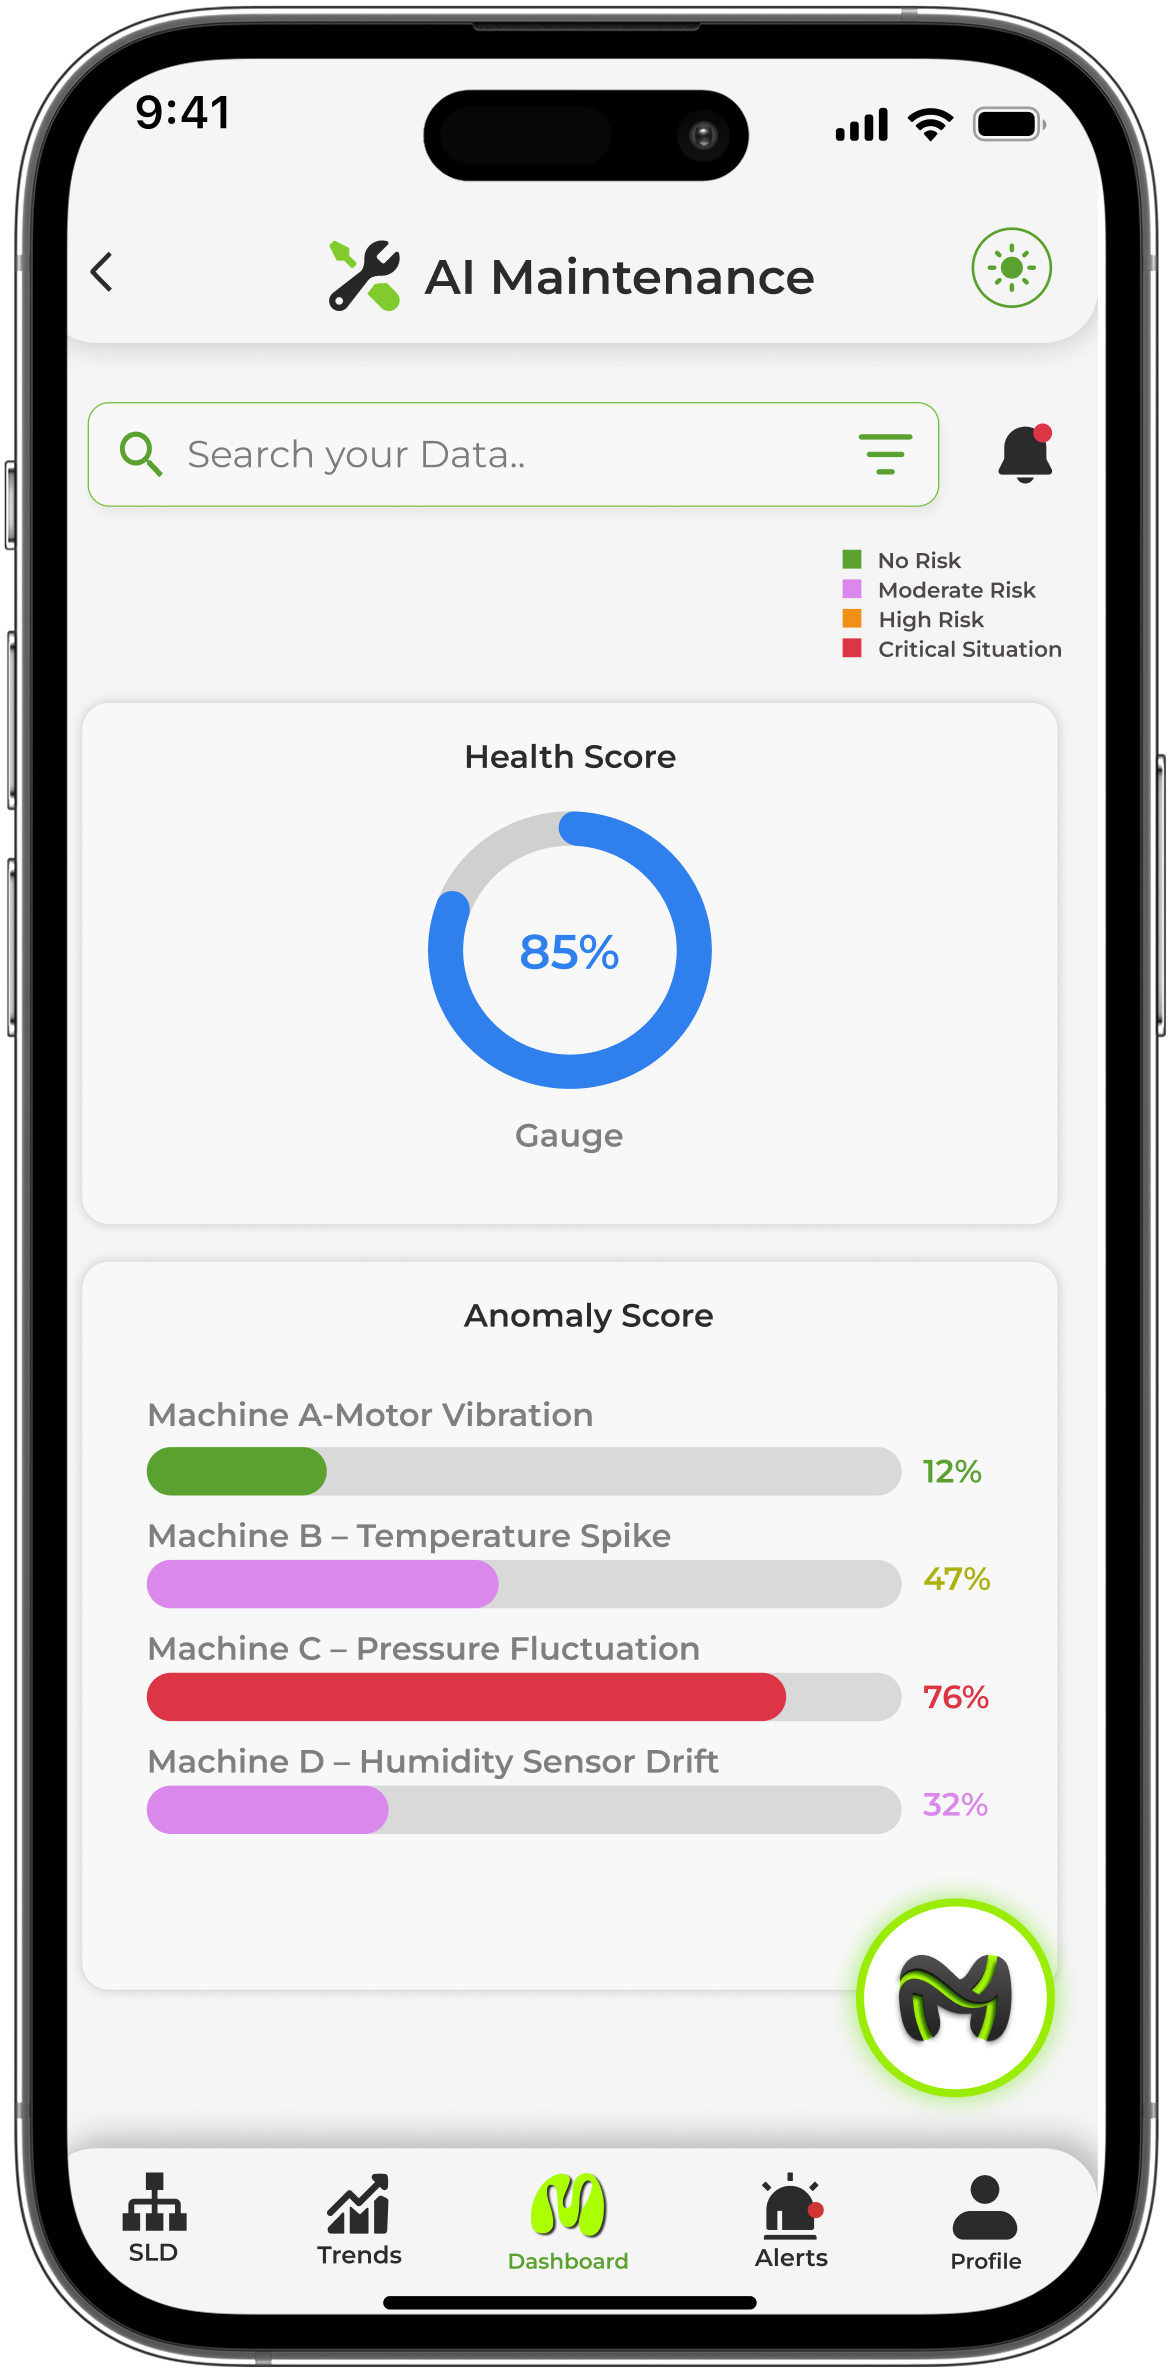 9:41
AI Maintenance
Search your Data..
No Risk
Moderate Risk
High Risk
Critical Situation
Health Score
85%
Gauge
Anomaly Score
Machine A-Motor Vibration
12%
Machine B – Temperature Spike
47%
Machine C – Pressure Fluctuation
76%
Machine D – Humidity Sensor Drift
32%
SLD
Trends
Dashboard
Alerts
Profile